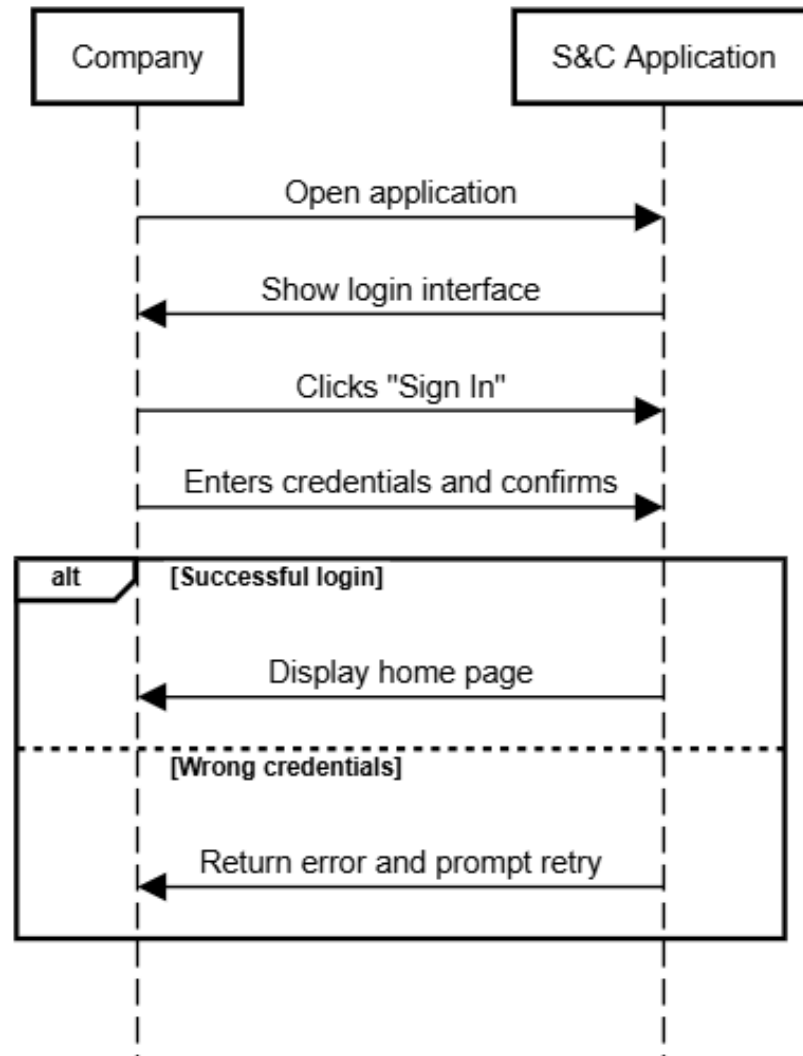 Company
S&C Application
Open application
Show login interface
Clicks "Sign In"
Enters credentials and confirms
alt
[Successful login]
Display home page
[Wrong credentials]
Return error and prompt retry